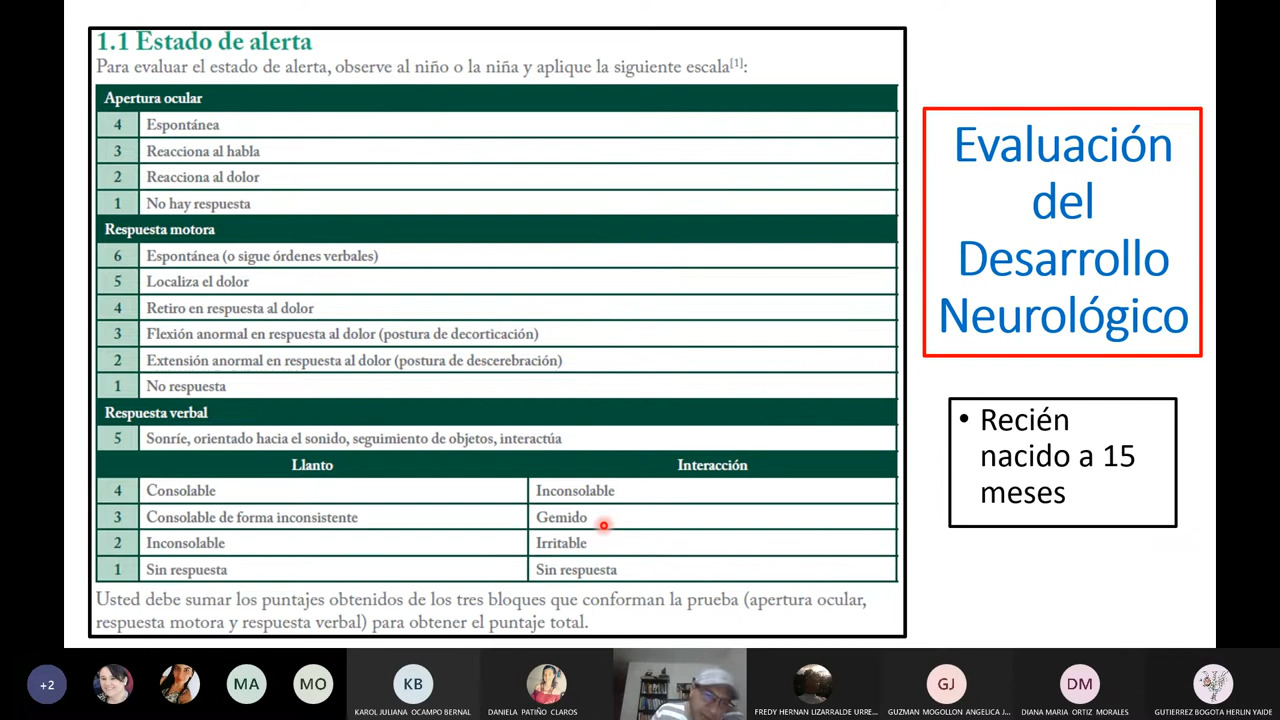 1.1 Estado de alerta
Para evaluar el estado de alerta, observe al niño o la niña y aplique la siguiente escala[1]:
Apertura ocular
4 Espontánea
3 Reacciona al habla
2 Reacciona al dolor
1 No hay respuesta
Respuesta motora
6 Espontánea (o sigue órdenes verbales)
5 Localiza el dolor
4 Retiro en respuesta al dolor
3 Flexión anormal en respuesta al dolor (postura de decorticación)
2 Extensión anormal en respuesta al dolor (postura de descerebración)
1 No respuesta
Respuesta verbal
5 Sonríe, orientado hacia el sonido, seguimiento de objetos, interactúa
Llanto Interacción
4 Consolable Inconsolable
3 Consolable de forma inconsistente Gemido
2 Inconsolable Irritable
1 Sin respuesta Sin respuesta
Usted debe sumar los puntajes obtenidos de los tres bloques que conforman la prueba (apertura ocular,
respuesta motora y respuesta verbal) para obtener el puntaje total.
Evaluación
del
Desarrollo
Neurológico
• Recién
nacido a 15
meses
+2
MA
MO
KB
KAROL JULIANA OCAMPO BERNAL
DANIELA PATIÑO CLAROS
FREDY HERNAN LIZARRALDE URRE...
GJ
GUZMAN MOGOLLON ANGELICA J...
DM
DIANA MARIA ORTIZ MORALES
GUTIERREZ BOGOTA HERLIN YAIDE